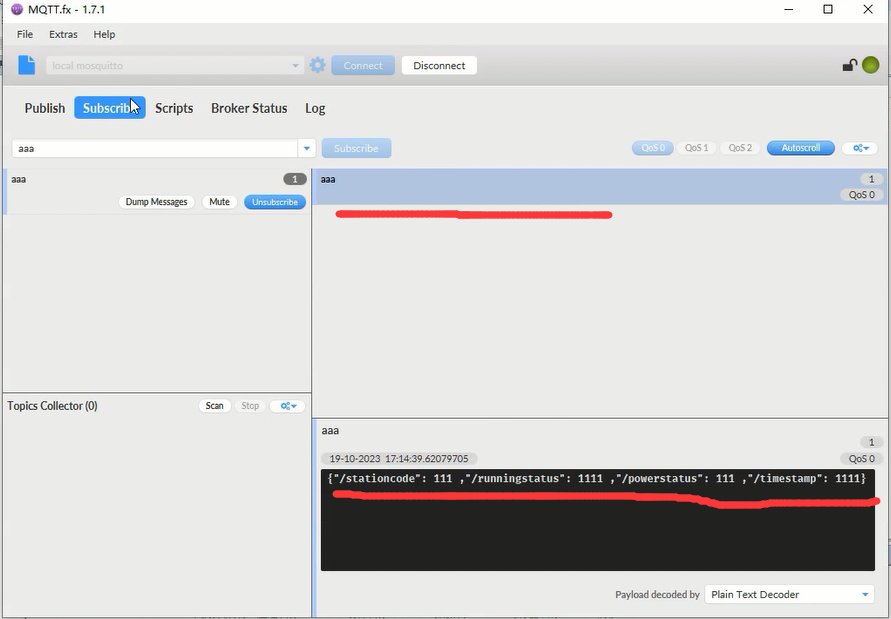 MQTT.fx - 1.7.1
File Extras Help
local mosquitto Connect Disconnect
Publish Subscribe Scripts Broker Status Log
aaa Subscribe QoS 0 QoS 1 QoS 2 Autoscroll
aaa 1
Dump Messages Mute Unsubscribe
aaa 1
QoS 0
Topics Collector (0) Scan Stop
aaa
1
19-10-2023 17:14:39.62079705 QoS 0
{"/stationcode": 111 ,"/runningstatus": 1111 ,"/powerstatus": 111 ,"/timestamp": 1111}
Payload decoded by Plain Text Decoder